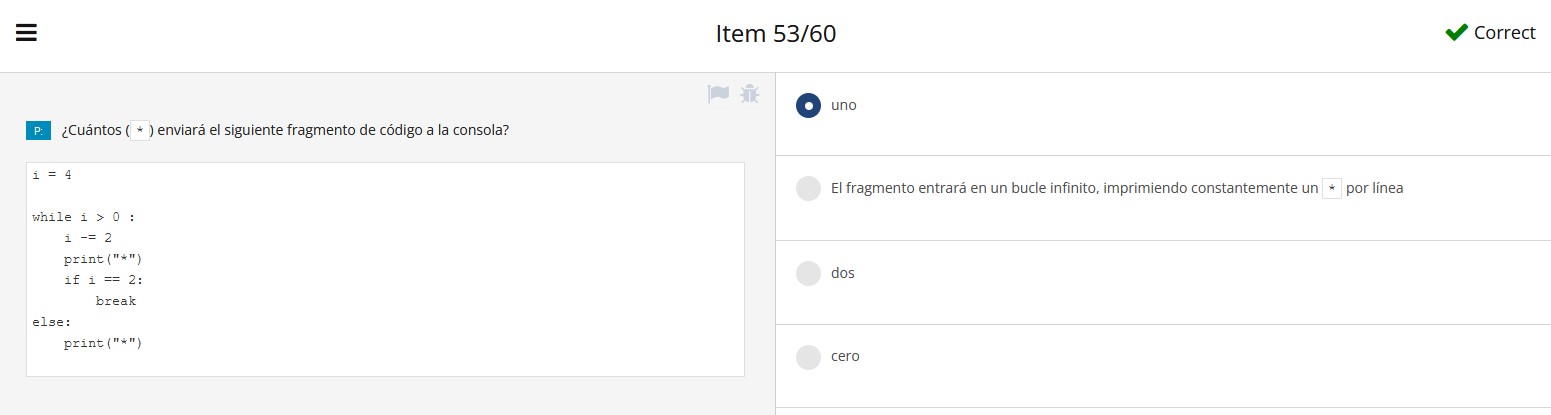 Item 53/60
Correct
P: ¿Cuántos ( * ) enviará el siguiente fragmento de código a la consola?
i = 4

while i > 0 :
    i -= 2
    print("*")
    if i == 2:
        break
else:
    print("*")
uno
El fragmento entrará en un bucle infinito, imprimiendo constantemente un * por línea
dos
cero